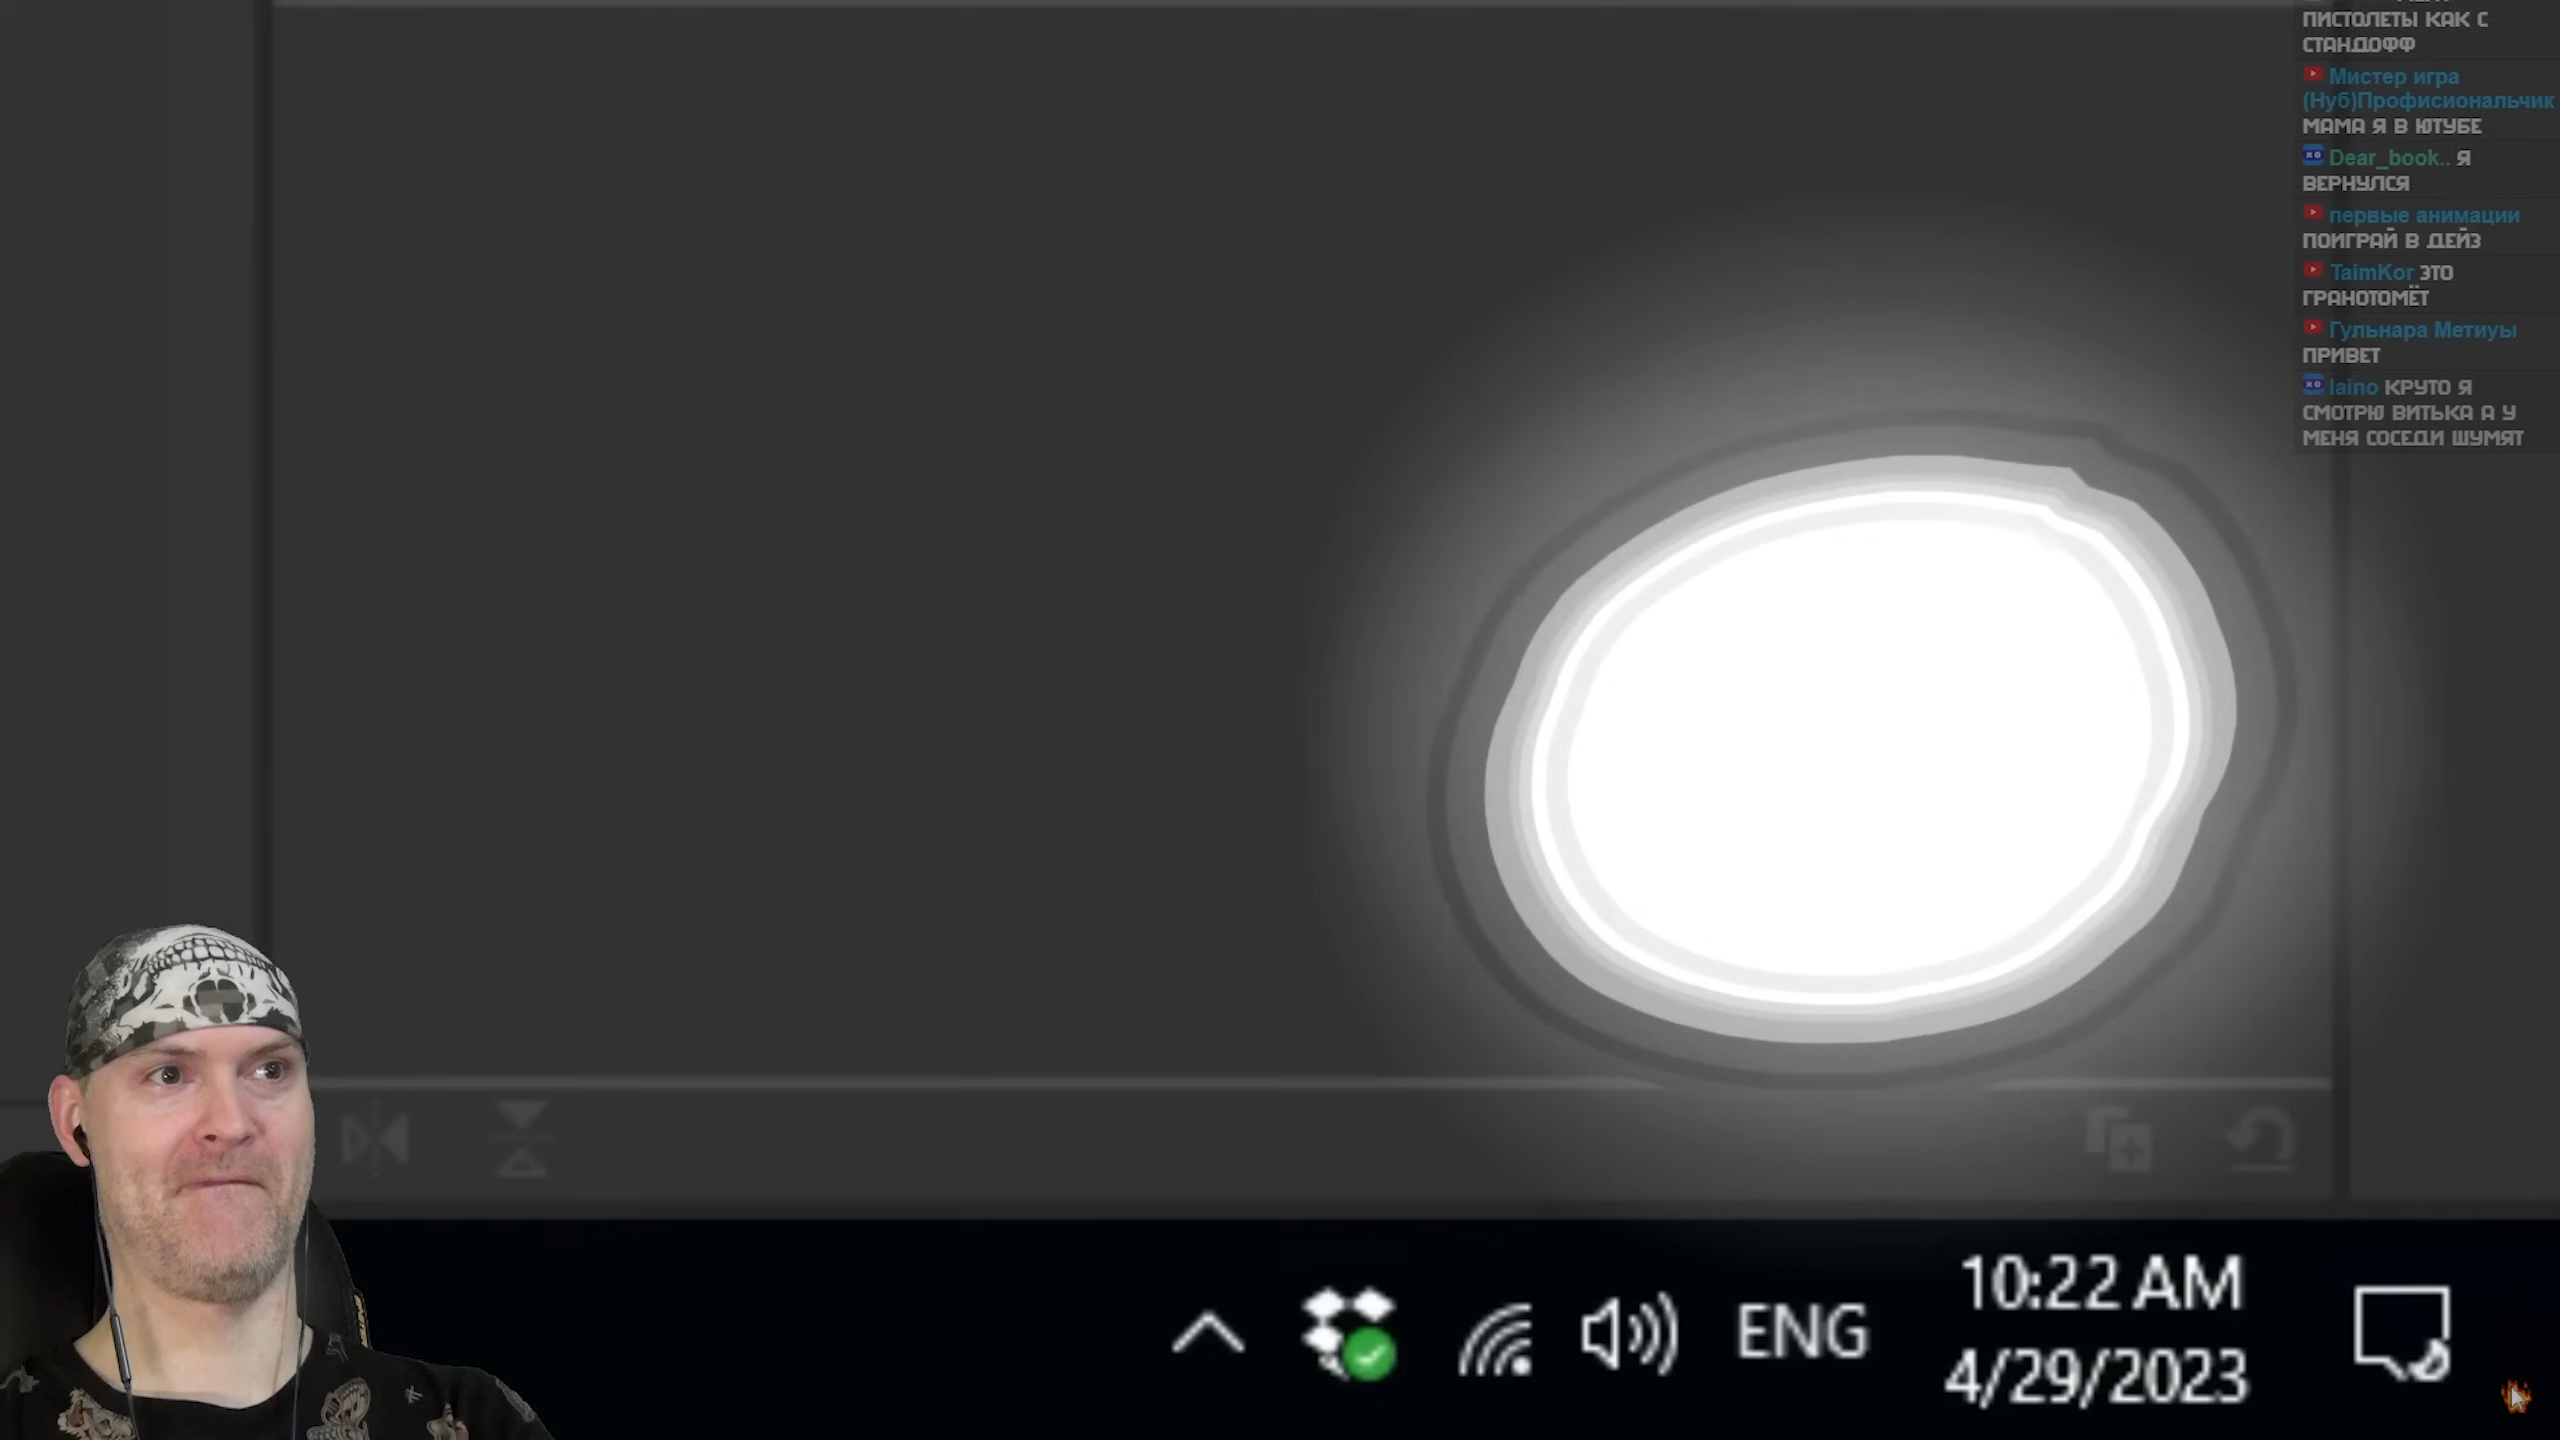 ПИСТОЛЕТЫ КАК С
СТАНДОФФ
Мистер игра
(Нуб)Профисиональчик
МАМА Я В ЮТУБЕ
Dear_book.. Я
ВЕРНУЛСЯ
первые анимации
ПОИГРАЙ В ДЕЙЗ
TaimKor ЭТО
ГРАНОТОМЁТ
Гульнара Метиуы
ПРИВЕТ
laino КРУТО Я
СМОТРЮ ВИТЬКА А У
МЕНЯ СОСЕДИ ШУМЯТ
ENG
10:22 AM
4/29/2023